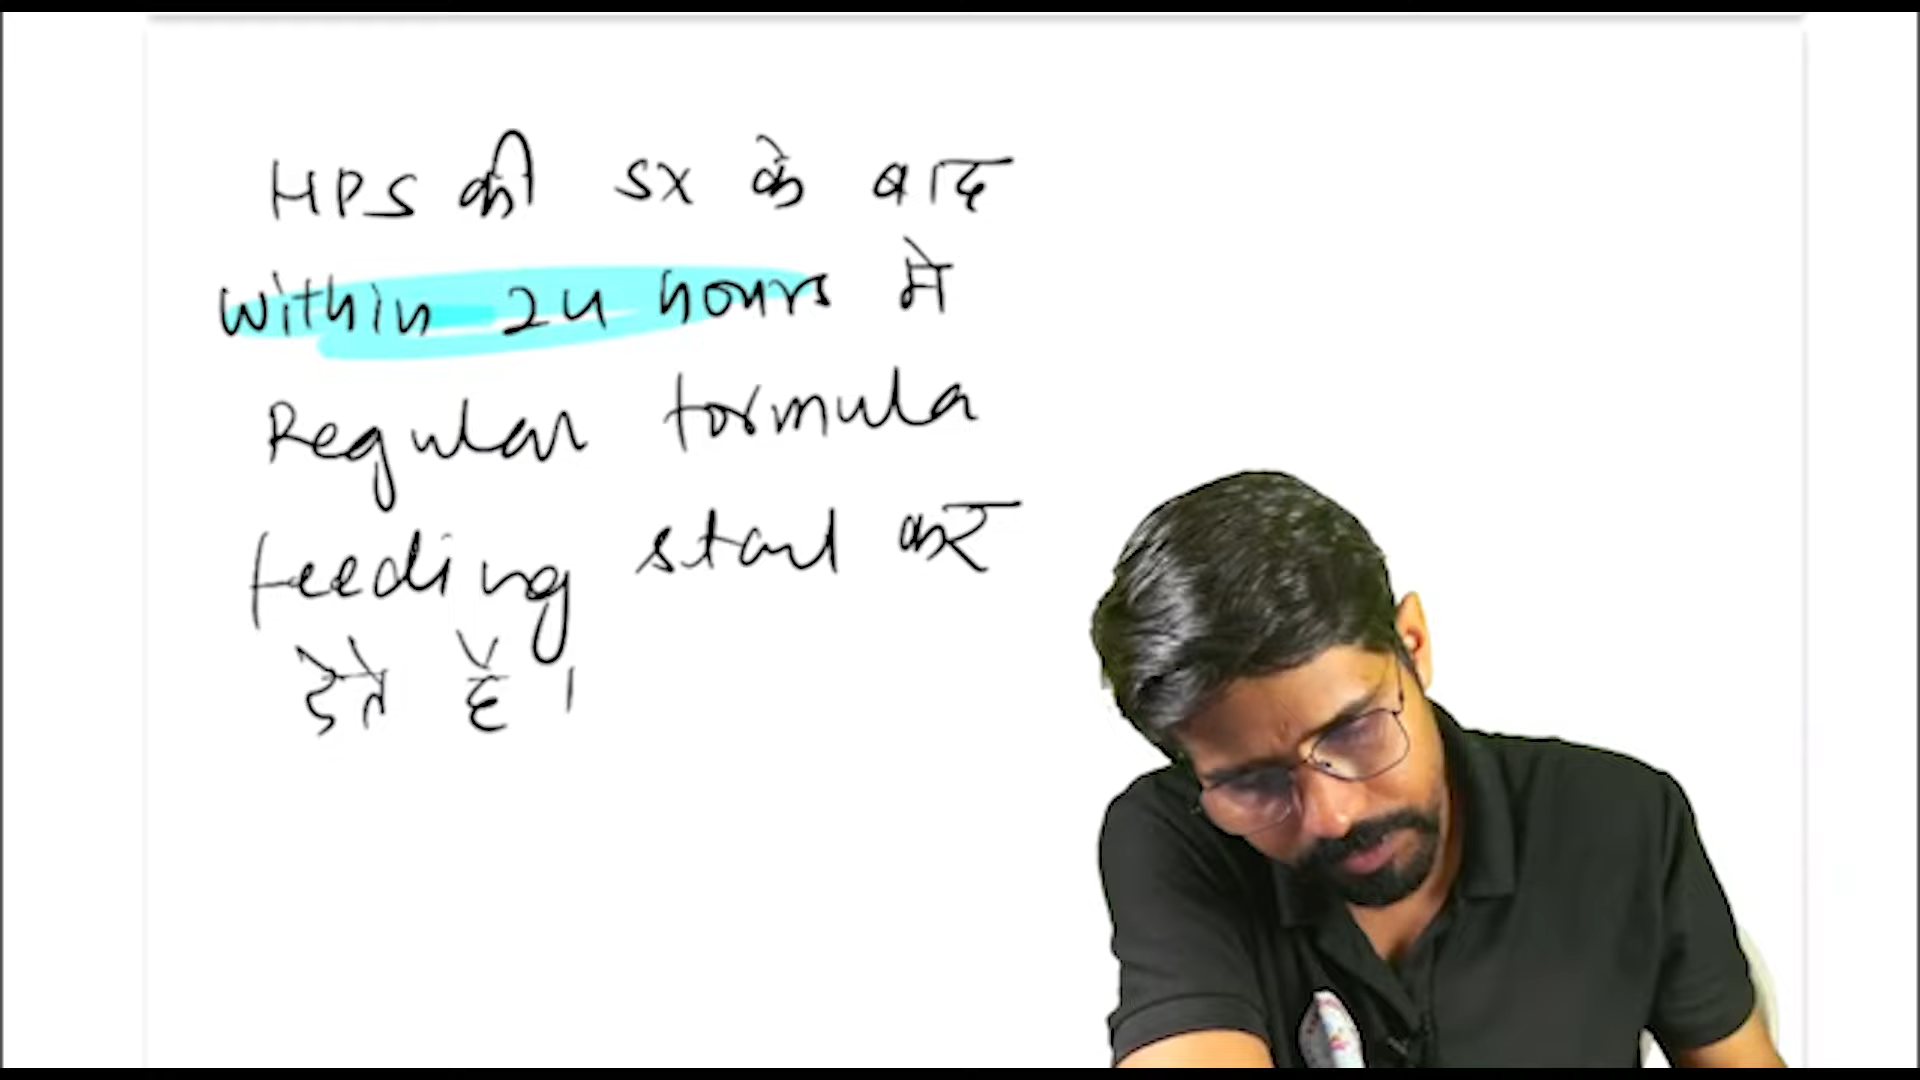 HPS की sx के बाद
within 24 hours मे
Regular formula
feeding start कर
देते है ।